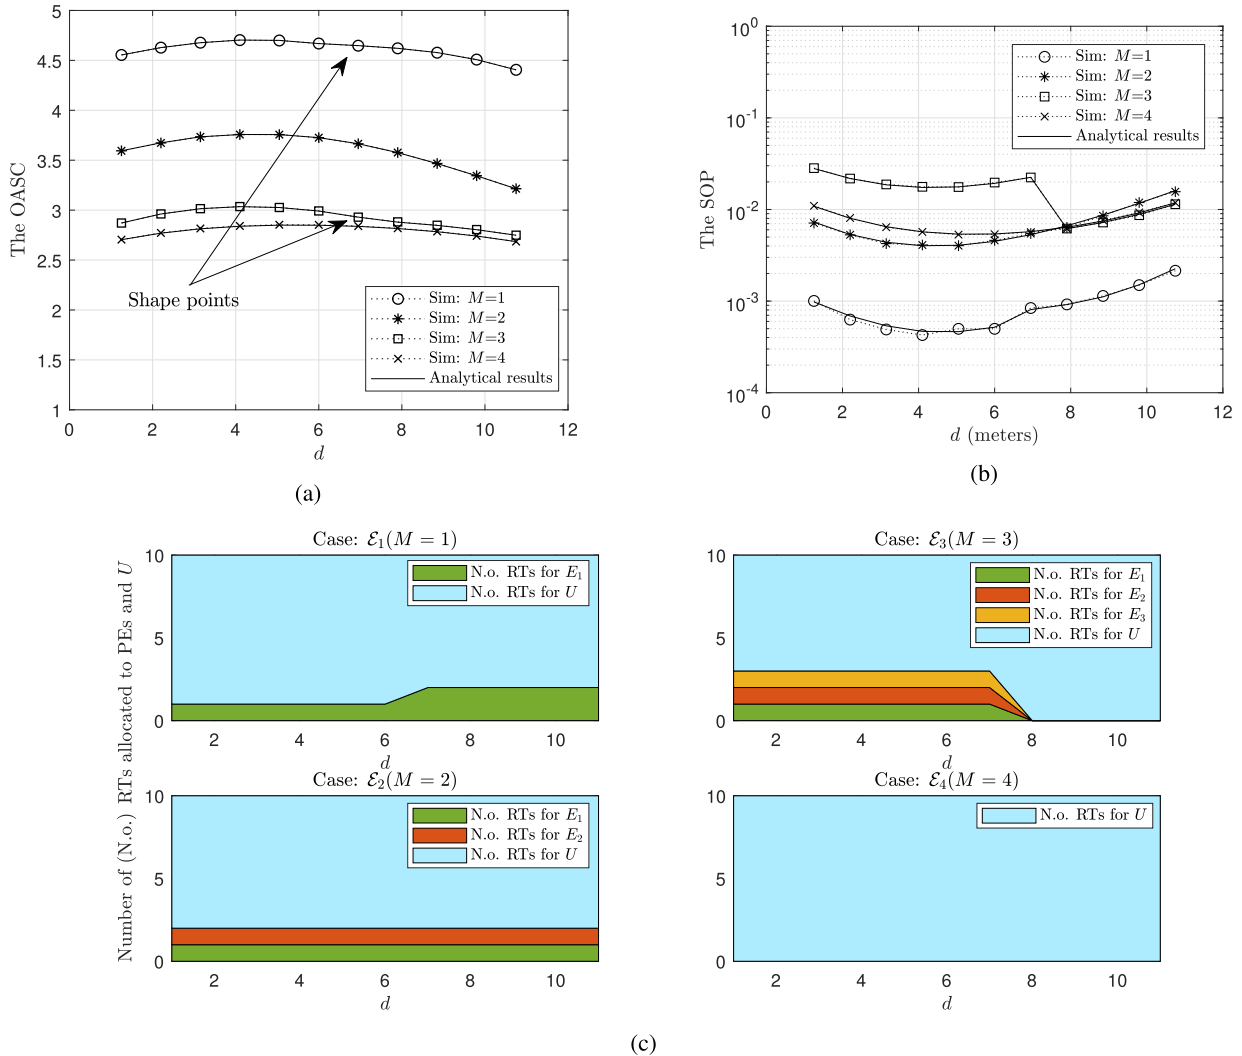 5
4.5
4
3.5
3
2.5
2
1.5
1
The OASC
Shape points
Sim: M=1
Sim: M=2
Sim: M=3
Sim: M=4
Analytical results
0 2 4 6 8 10 12
d
(a)
10^0
10^-1
10^-2
10^-3
10^-4
The SOP
Sim: M=1
Sim: M=2
Sim: M=3
Sim: M=4
Analytical results
0 2 4 6 8 10 12
d (meters)
(b)
Number of (N.o.) RTs allocated to PEs and U
Case: ℰ₁(M = 1)
10
5
0
N.o. RTs for E₁
N.o. RTs for U
2 4 6 8 10
d
Case: ℰ₃(M = 3)
10
5
0
N.o. RTs for E₁
N.o. RTs for E₂
N.o. RTs for E₃
N.o. RTs for U
2 4 6 8 10
d
Case: ℰ₂(M = 2)
10
5
0
N.o. RTs for E₁
N.o. RTs for E₂
N.o. RTs for U
2 4 6 8 10
d
Case: ℰ₄(M = 4)
10
5
0
N.o. RTs for U
2 4 6 8 10
d
(c)